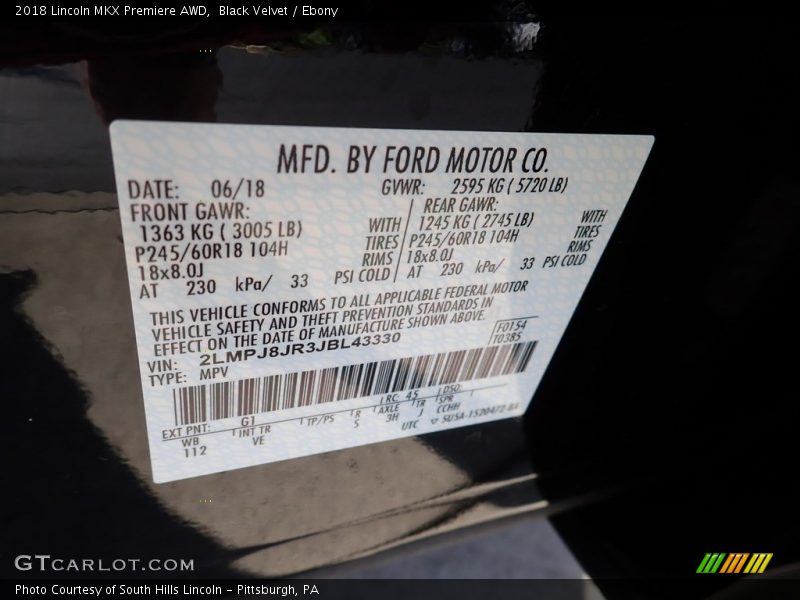 2018 Lincoln MKX Premiere AWD, Black Velvet / Ebony
MFD. BY FORD MOTOR CO.
DATE: 06/18 GVWR: 2595 KG ( 5720 LB)
FRONT GAWR: REAR GAWR:
1363 KG ( 3005 LB) WITH 1245 KG ( 2745 LB) WITH
P245/60R18 104H TIRES P245/60R18 104H TIRES
18x8.0J RIMS 18x8.0J RIMS
AT 230 kPa/ 33 PSI COLD AT 230 kPa/ 33 PSI COLD
THIS VEHICLE CONFORMS TO ALL APPLICABLE FEDERAL MOTOR
VEHICLE SAFETY AND THEFT PREVENTION STANDARDS IN
EFFECT ON THE DATE OF MANUFACTURE SHOWN ABOVE.
VIN: 2LMPJ8JR3JBL43330 F0154
TYPE: MPV T0385
EXT PNT: G1 RC: 45 DSO:
WB INT TR TP/PS R AXLE TR SPR
112 VE S 3H J CCHH
UTC 5U5A-1520472-BA
GTCARLOT.COM
Photo Courtesy of South Hills Lincoln - Pittsburgh, PA